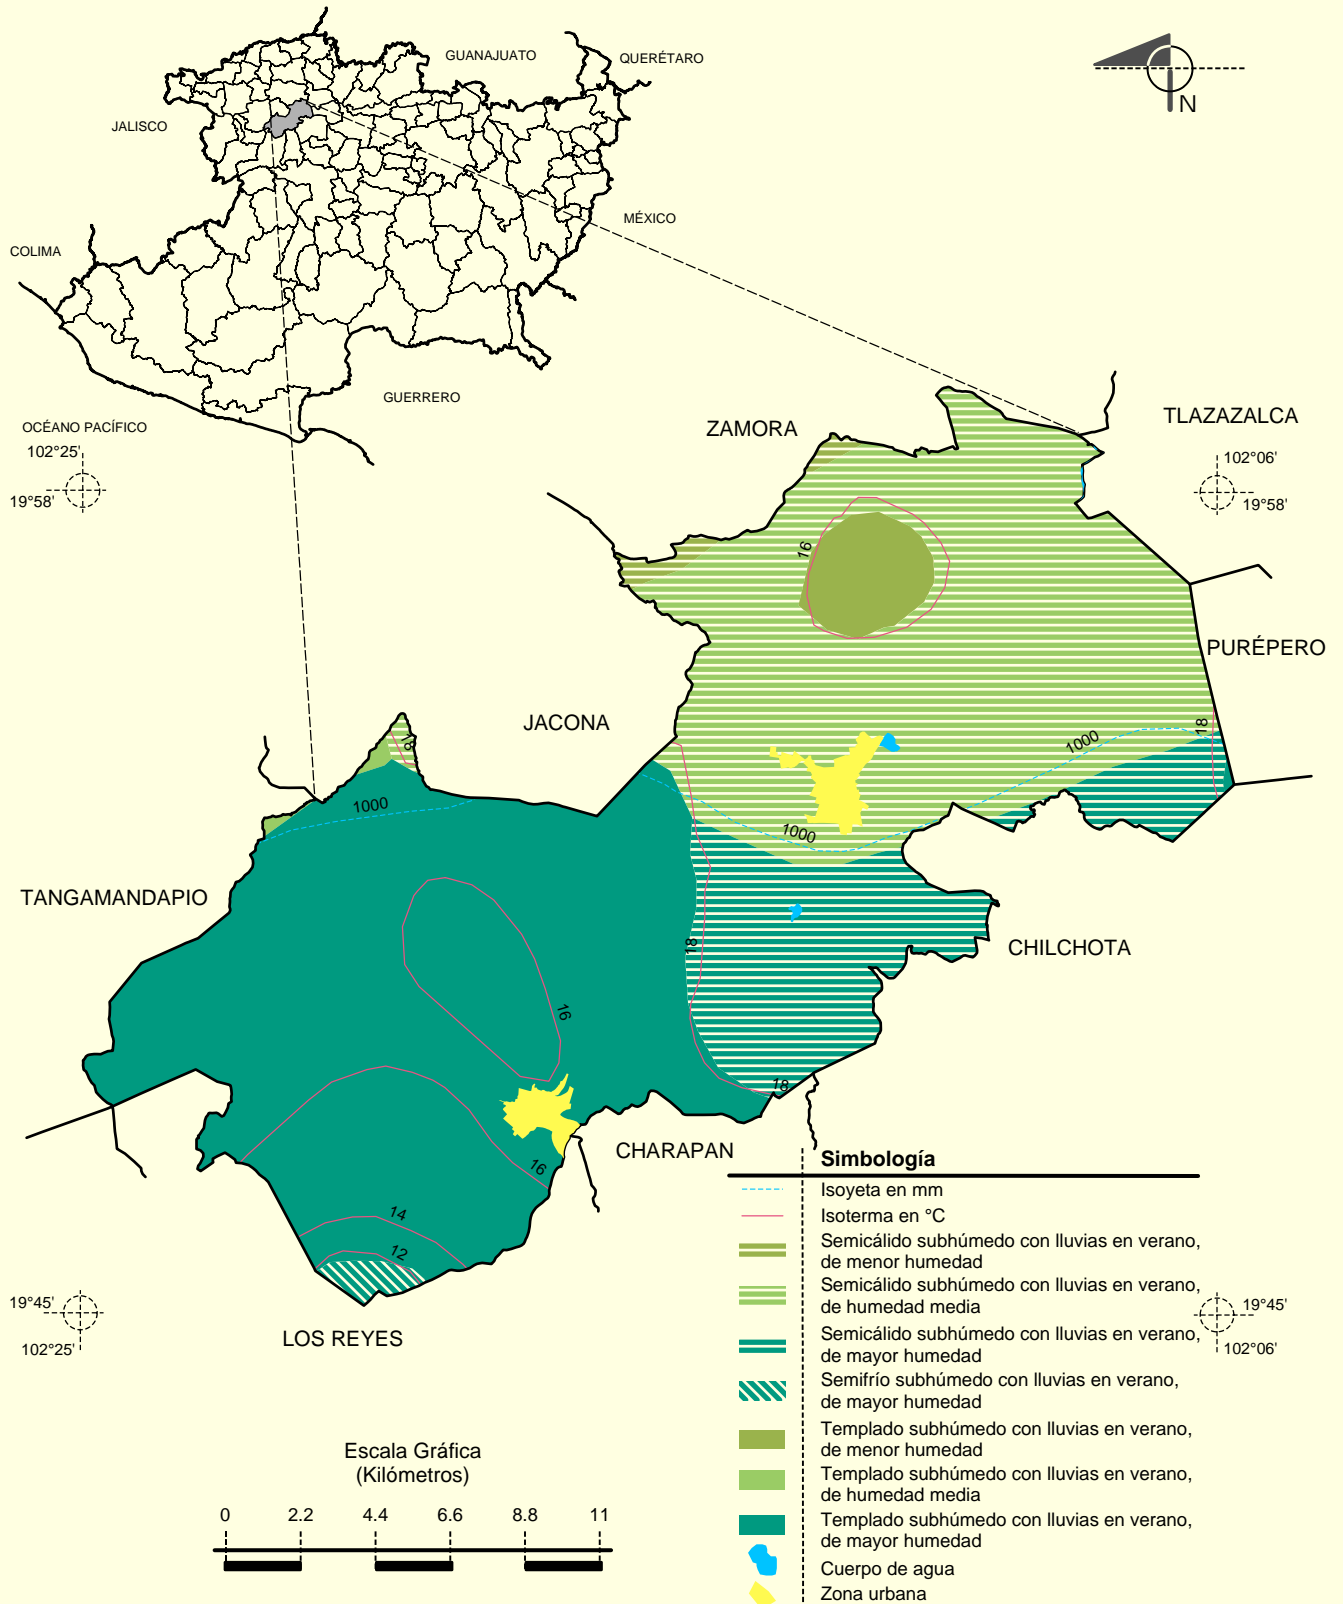 GUANAJUATO
QUERÉTARO
N
JALISCO
MÉXICO
COLIMA
GUERRERO
OCÉANO PACÍFICO
102°25'
19°58'
ZAMORA
TLAZAZALCA
102°06'
19°58'
16
PURÉPERO
18
JACONA
18
1000
1000
1000
TANGAMANDAPIO
18
CHILCHOTA
16
18
CHARAPAN
16
14
12
19°45'
102°25'
LOS REYES
Simbología
Isoyeta en mm
Isoterma en °C
Semicálido subhúmedo con lluvias en verano,
de menor humedad
Semicálido subhúmedo con lluvias en verano,
de humedad media
Semicálido subhúmedo con lluvias en verano,
de mayor humedad
Semifrío subhúmedo con lluvias en verano,
de mayor humedad
Templado subhúmedo con lluvias en verano,
de menor humedad
Templado subhúmedo con lluvias en verano,
de humedad media
Templado subhúmedo con lluvias en verano,
de mayor humedad
Cuerpo de agua
Zona urbana
19°45'
102°06'
Escala Gráfica
(Kilómetros)
0 2.2 4.4 6.6 8.8 11